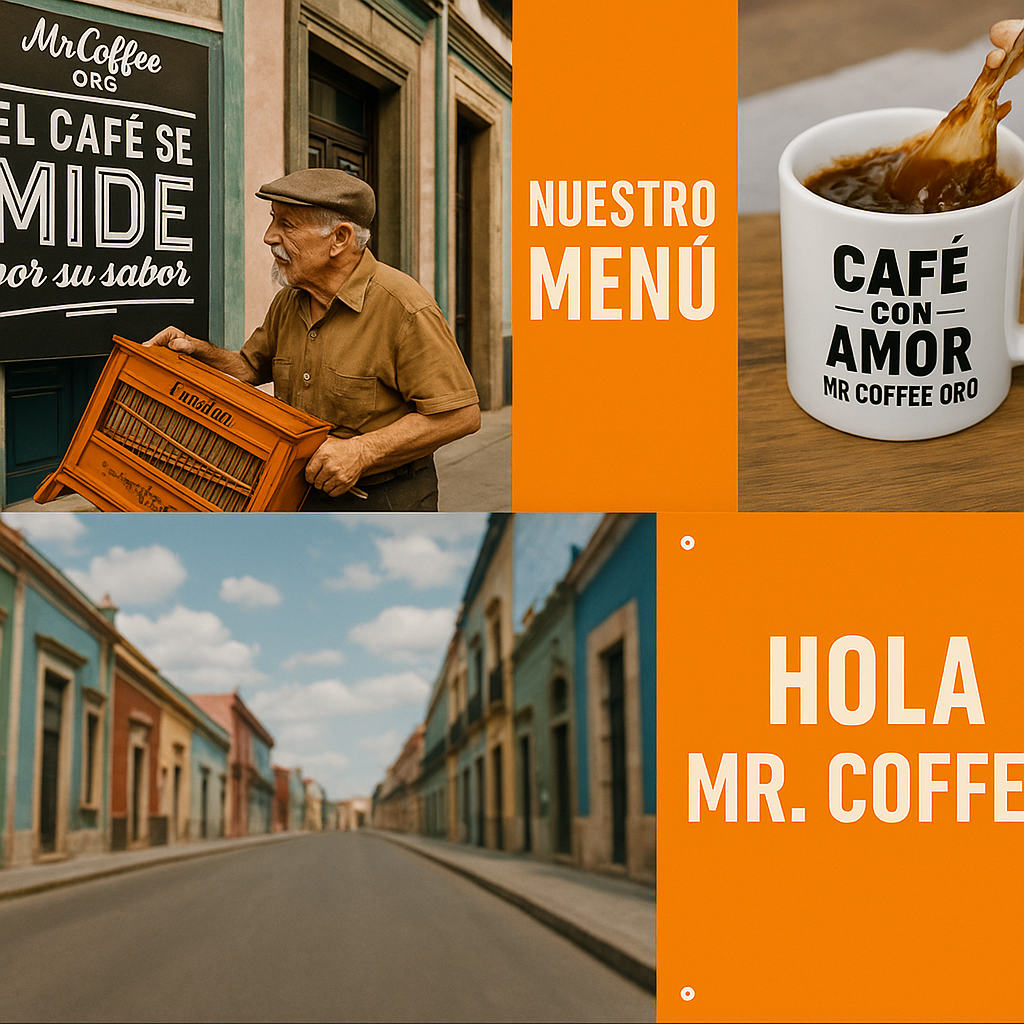 MrCoffee
ORG
EL CAFÉ SE
MIDE
por su sabor
NUESTRO
MENÚ
CAFÉ
CON
AMOR
MR COFFEE ORO
HOLA
MR. COFFE